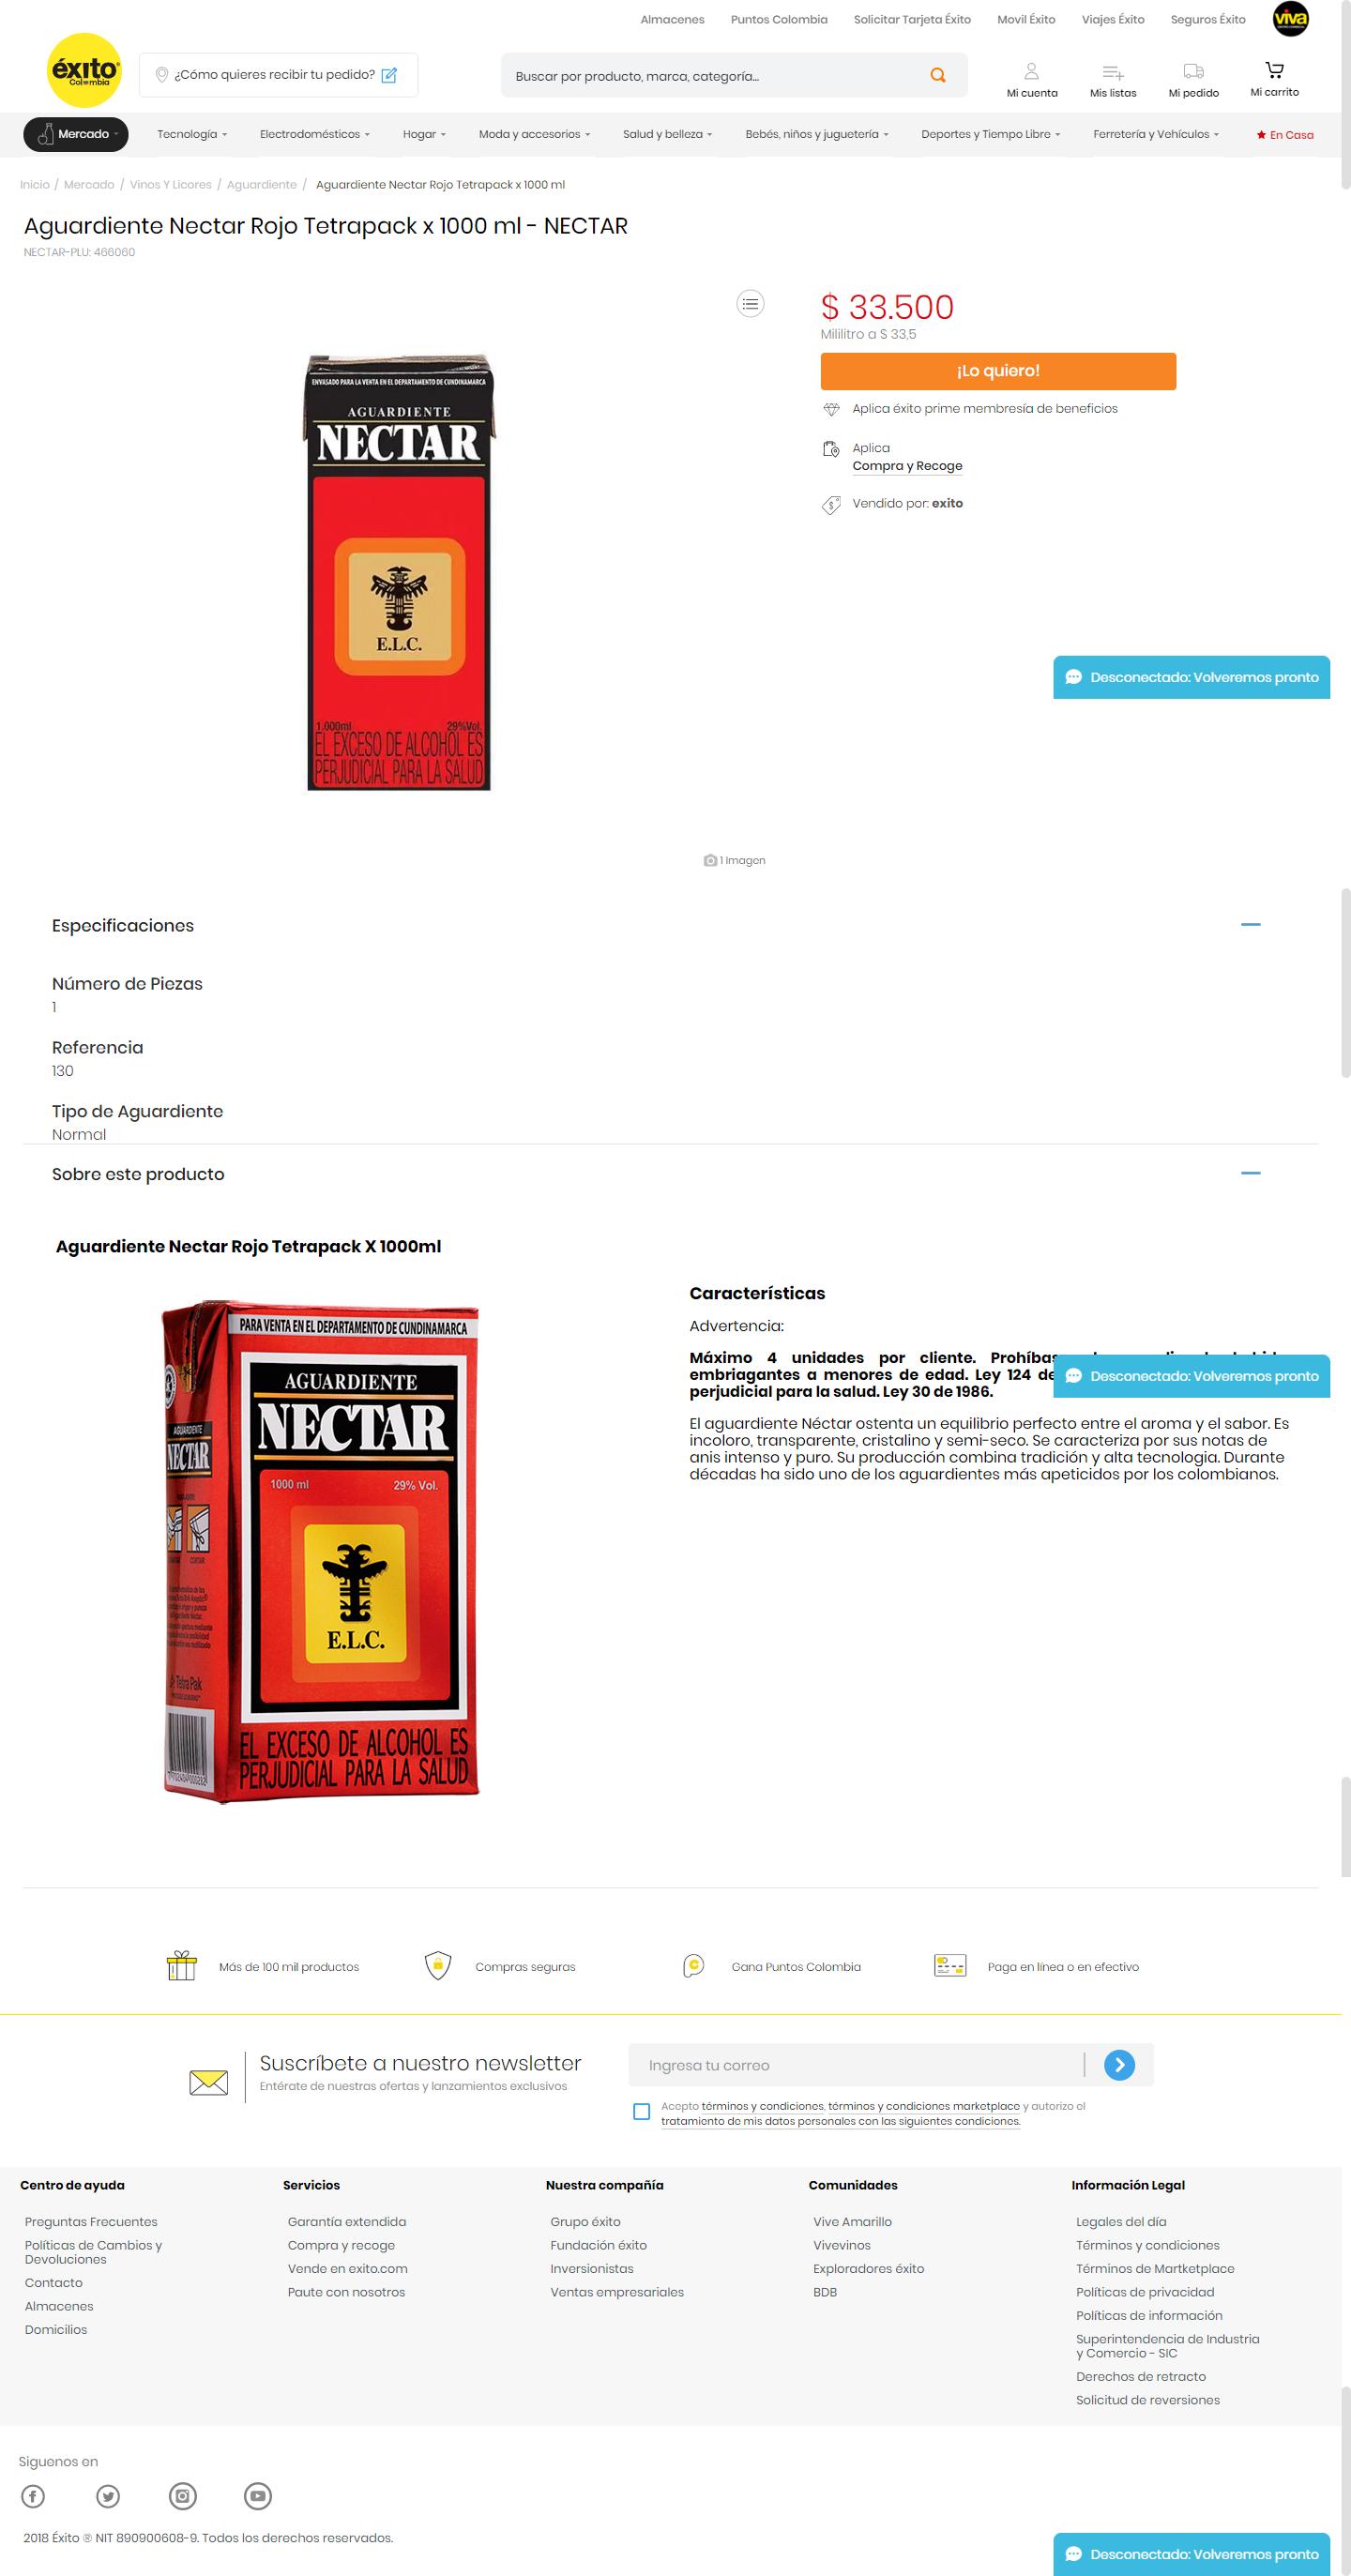 Almacenes Puntos Colombia Solicitar Tarjeta Éxito Movil Éxito Viajes Éxito Seguros Éxito viva
éxito
Colombia
¿Cómo quieres recibir tu pedido?
Buscar por producto, marca, categoría...
Mi cuenta Mis listas Mi pedido Mi carrito
Mercado Tecnología Electrodomésticos Hogar Moda y accesorios Salud y belleza Bebés, niños y juguetería Deportes y Tiempo Libre Ferretería y Vehículos En Casa
Inicio / Mercado / Vinos Y Licores / Aguardiente / Aguardiente Nectar Rojo Tetrapack x 1000 ml
Aguardiente Nectar Rojo Tetrapack x 1000 ml - NECTAR
NECTAR-PLU: 466060
$ 33.500
Mililitro a $ 33,5
¡Lo quiero!
Aplica éxito prime membresía de beneficios
Aplica
Compra y Recoge
Vendido por: exito
ENVASADO PARA LA VENTA EN EL DEPARTAMENTO DE CUNDINAMARCA
AGUARDIENTE
NECTAR
E.L.C.
1.000ml 29%Vol.
EL EXCESO DE ALCOHOL ES
PERJUDICIAL PARA LA SALUD
Desconectado: Volveremos pronto
1 Imagen
Especificaciones
Número de Piezas
1
Referencia
130
Tipo de Aguardiente
Normal
Sobre este producto
Aguardiente Nectar Rojo Tetrapack X 1000ml
PARA VENTA EN EL DEPARTAMENTO DE CUNDINAMARCA
AGUARDIENTE
NECTAR
1000 ml 29% Vol.
E.L.C.
EL EXCESO DE ALCOHOL ES
PERJUDICIAL PARA LA SALUD
AGUARDIENTE
NECTAR
CORTAR
Tetra Pak
Características
Advertencia:
Máximo 4 unidades por cliente.
embriagantes a menores de edad. Ley 124 de
perjudicial para la salud. Ley 30 de 1986.
Desconectado: Volveremos pronto
El aguardiente Néctar ostenta un equilibrio perfecto entre el aroma y el sabor. Es
incoloro, transparente, cristalino y semi-seco. Se caracteriza por sus notas de
anis intenso y puro. Su producción combina tradición y alta tecnologia. Durante
décadas ha sido uno de los aguardientes más apeticidos por los colombianos.
Más de 100 mil productos Compras seguras Gana Puntos Colombia Paga en línea o en efectivo
Suscríbete a nuestro newsletter
Entérate de nuestras ofertas y lanzamientos exclusivos
Ingresa tu correo
Acepto términos y condiciones, términos y condiciones marketplace y autorizo el
tratamiento de mis datos personales con las siguientes condiciones.
Centro de ayuda
Preguntas Frecuentes
Políticas de Cambios y
Devoluciones
Contacto
Almacenes
Domicilios
Servicios
Garantía extendida
Compra y recoge
Vende en exito.com
Paute con nosotros
Nuestra compañía
Grupo éxito
Fundación éxito
Inversionistas
Ventas empresariales
Comunidades
Vive Amarillo
Vivevinos
Exploradores éxito
BDB
Información Legal
Legales del día
Términos y condiciones
Términos de Martketplace
Políticas de privacidad
Políticas de información
Superintendencia de Industria
y Comercio - SIC
Derechos de retracto
Solicitud de reversiones
Siguenos en
2018 Éxito ® NIT 890900608-9. Todos los derechos reservados.
Desconectado: Volveremos pronto